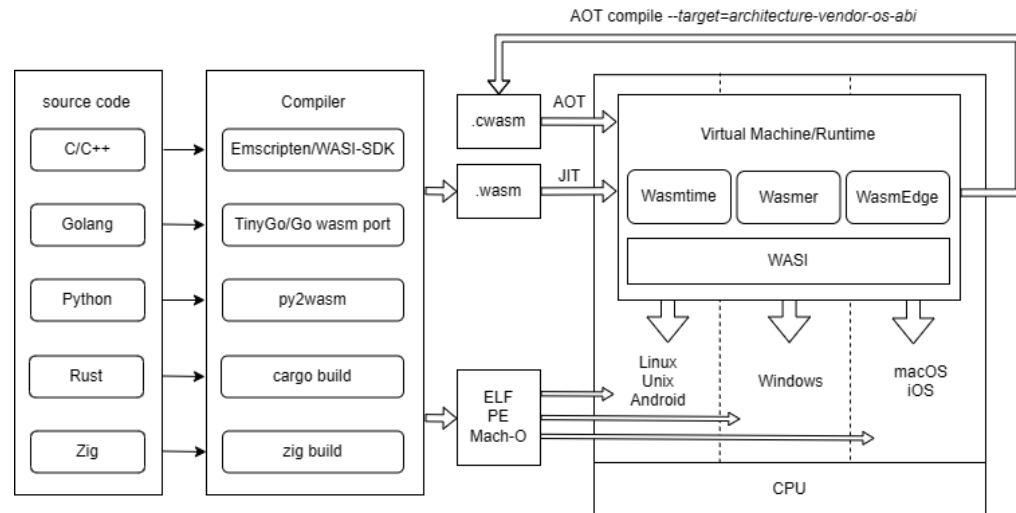 AOT compile --target=architecture-vendor-os-abi
source code
C/C++
Golang
Python
Rust
Zig
Compiler
Emscripten/WASI-SDK
TinyGo/Go wasm port
py2wasm
cargo build
zig build
.cwasm
AOT
.wasm
JIT
ELF
PE
Mach-O
Virtual Machine/Runtime
Wasmtime
Wasmer
WasmEdge
WASI
Linux
Unix
Android
Windows
macOS
iOS
CPU